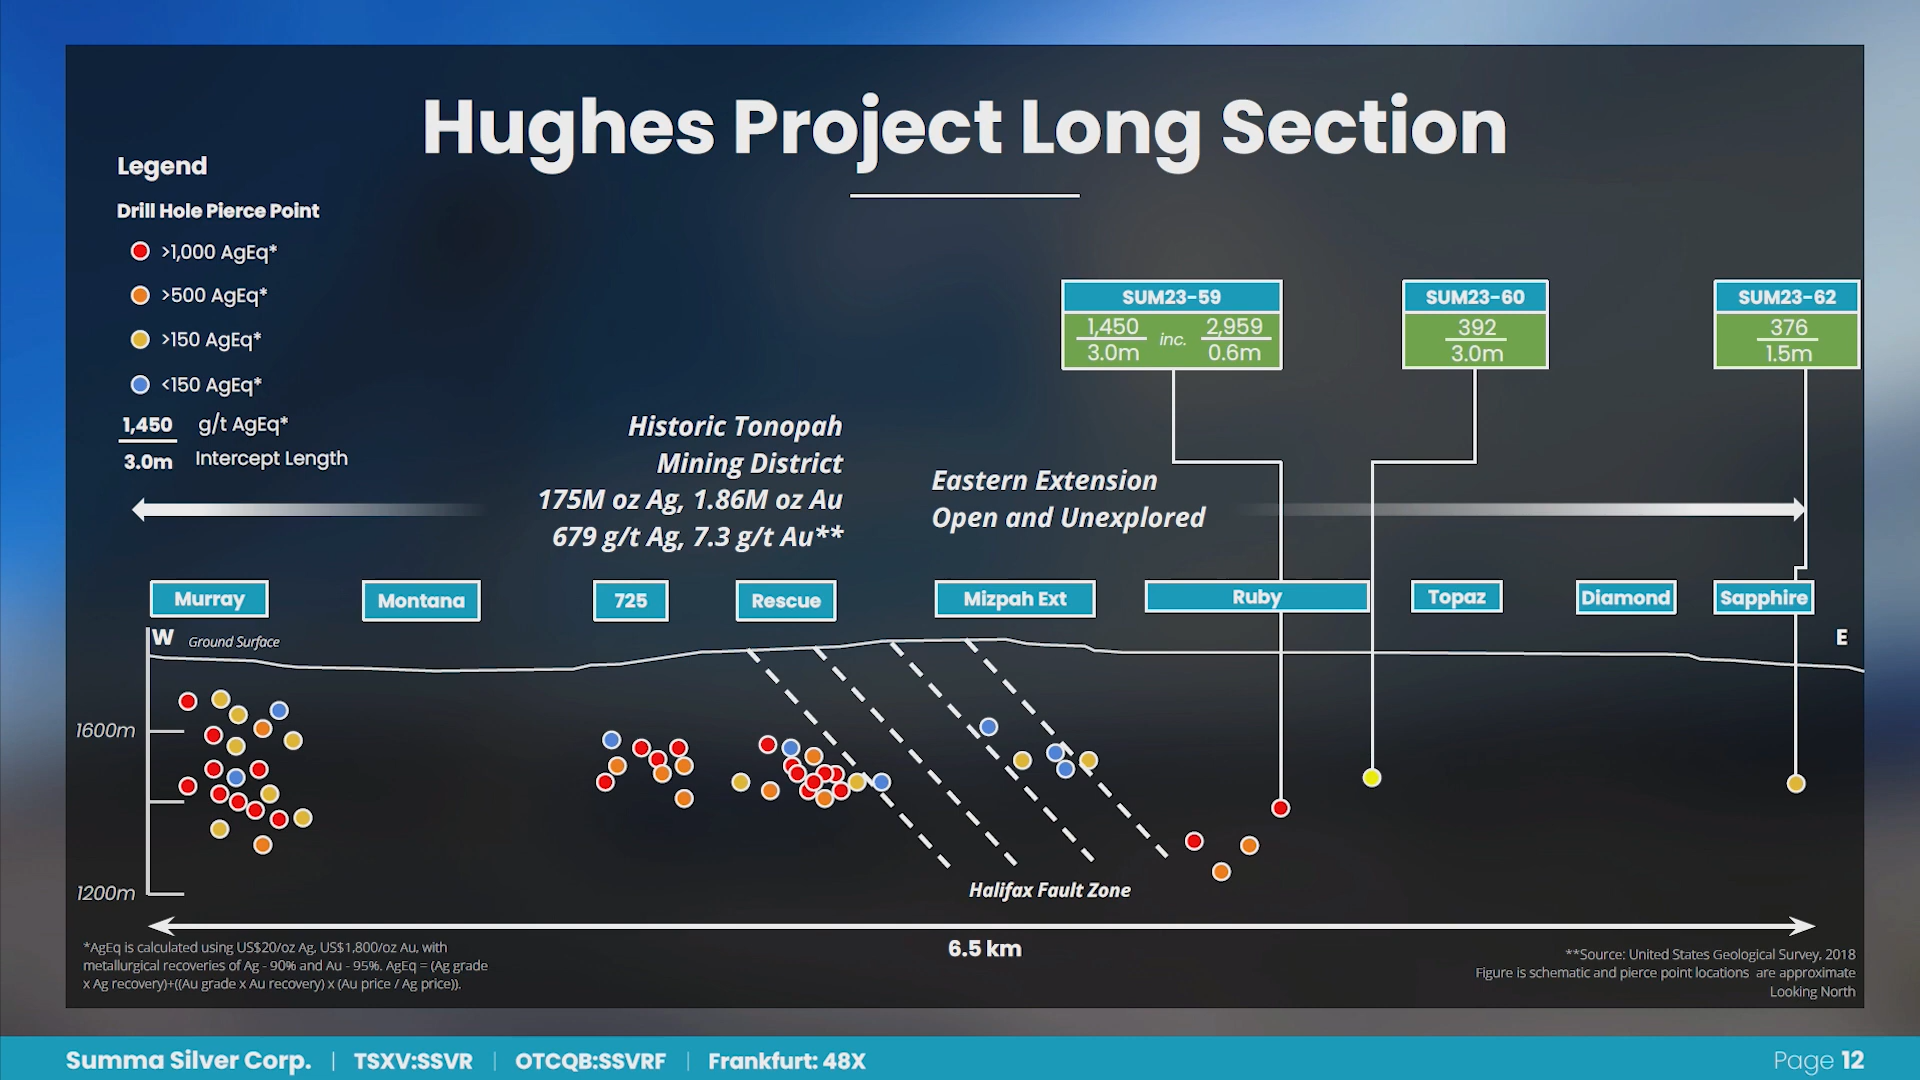 Hughes Project Long Section
Legend
Drill Hole Pierce Point
>1,000 AgEq*
>500 AgEq*
>150 AgEq*
<150 AgEq*
1,450 g/t AgEq*
3.0m Intercept Length
SUM23-59
1,450 inc. 2,959
3.0m 0.6m
SUM23-60
392
3.0m
SUM23-62
376
1.5m
Historic Tonopah
Mining District
175M oz Ag, 1.86M oz Au
679 g/t Ag, 7.3 g/t Au**
Eastern Extension
Open and Unexplored
Murray
Montana
725
Rescue
Mizpah Ext
Ruby
Topaz
Diamond
Sapphire
W Ground Surface
E
1600m
1200m
Halifax Fault Zone
6.5 km
*AgEq is calculated using US$20/oz Ag, US$1,800/oz Au, with
metallurgical recoveries of Ag - 90% and Au - 95%. AgEq = (Ag grade
x Ag recovery)+((Au grade x Au recovery) x (Au price / Ag price)).
**Source: United States Geological Survey, 2018
Figure is schematic and pierce point locations are approximate
Looking North
Summa Silver Corp. | TSXV:SSVR | OTCQB:SSVRF | Frankfurt: 48X
Page 12